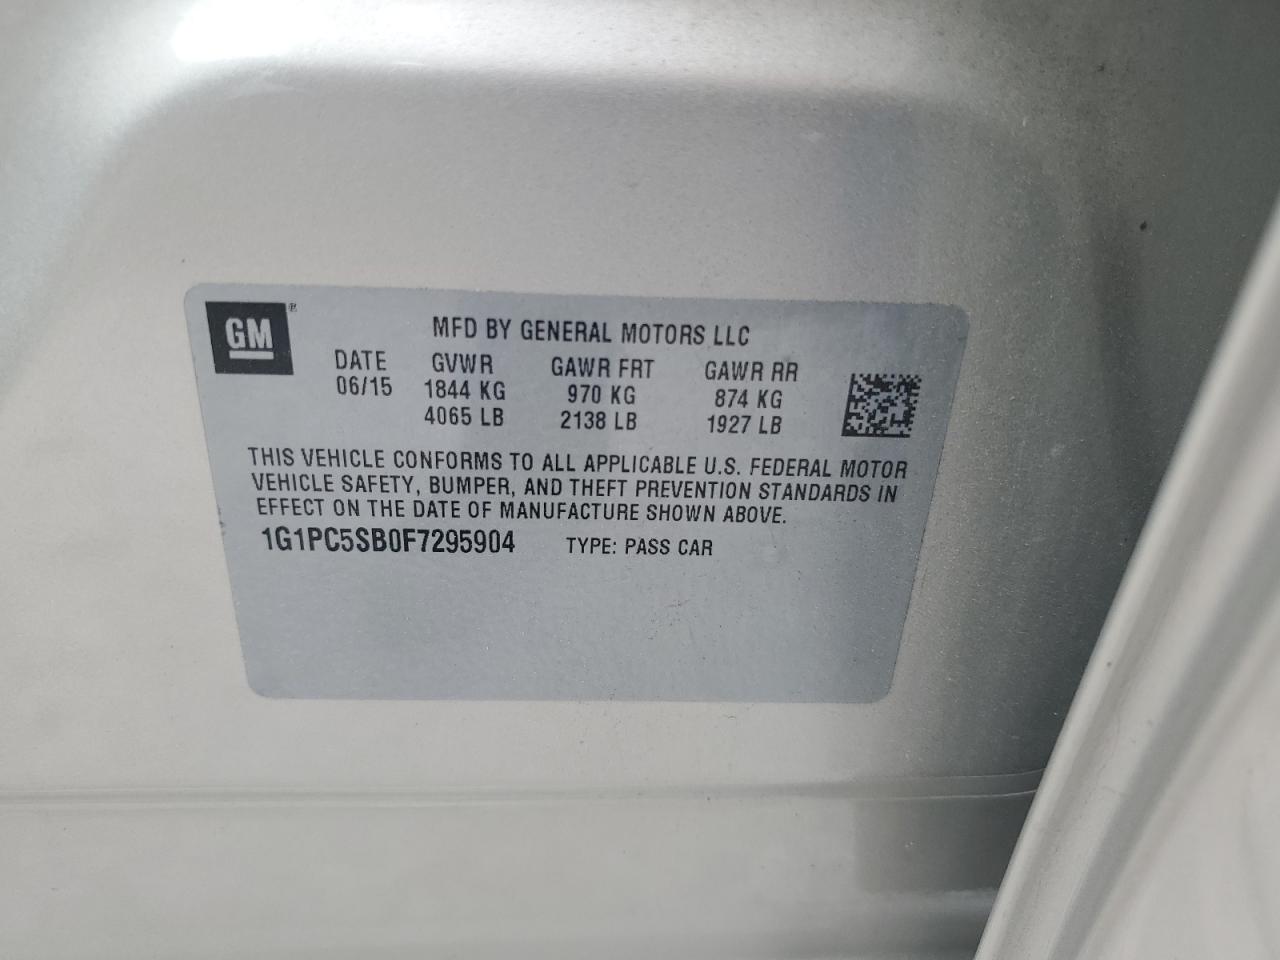 GM ®
MFD BY GENERAL MOTORS LLC
DATE GVWR GAWR FRT GAWR RR
06/15 1844 KG 970 KG 874 KG
4065 LB 2138 LB 1927 LB
THIS VEHICLE CONFORMS TO ALL APPLICABLE U.S. FEDERAL MOTOR
VEHICLE SAFETY, BUMPER, AND THEFT PREVENTION STANDARDS IN
EFFECT ON THE DATE OF MANUFACTURE SHOWN ABOVE.
1G1PC5SB0F7295904 TYPE: PASS CAR